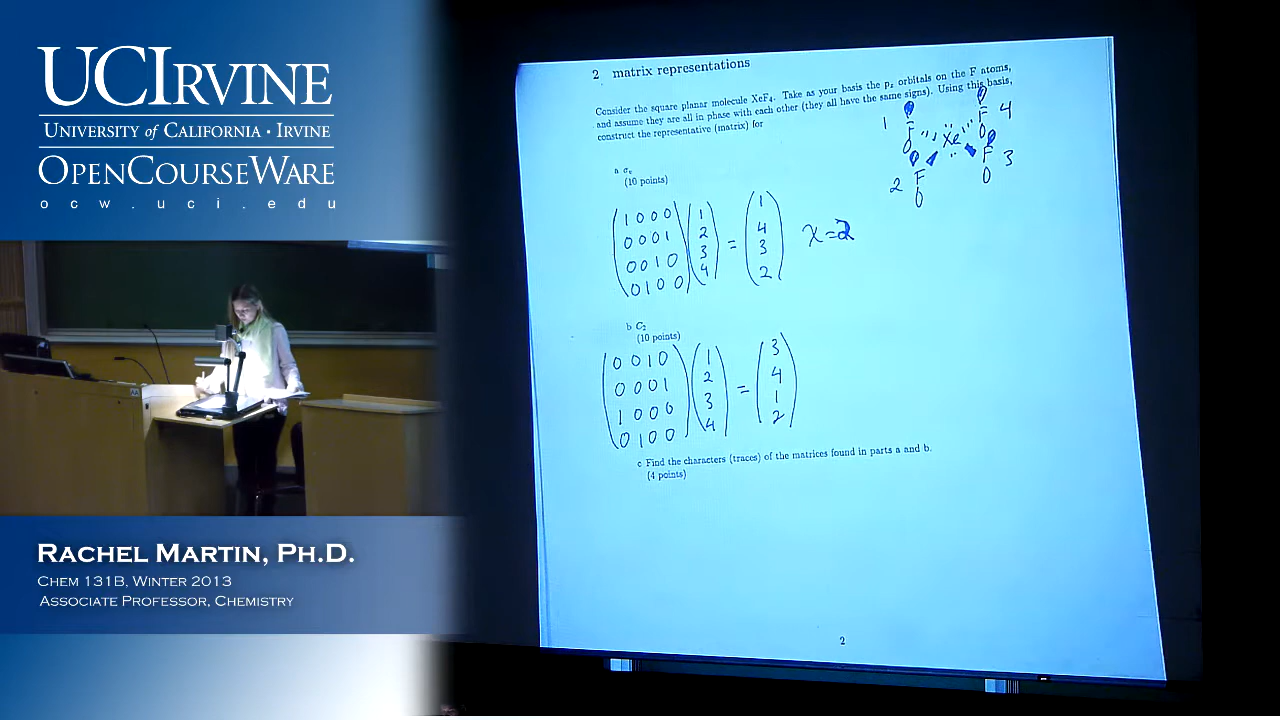 UCIRVINE
UNIVERSITY of CALIFORNIA · IRVINE
OPENCOURSEWARE
ocw.uci.edu
RACHEL MARTIN, PH.D.
CHEM 131B, WINTER 2013
ASSOCIATE PROFESSOR, CHEMISTRY
2 matrix representations
Consider the square planar molecule XeF4. Take as your basis the pz orbitals on the F atoms,
and assume they are all in phase with each other (they all have the same signs). Using this basis,
construct the representative (matrix) for
1 F Xe F 4
2 F F 3
a σv
(10 points)
1 0 0 0 1 1
0 0 0 1 2 = 4 χ=2
0 0 1 0 3 3
0 1 0 0 4 2
b C2
(10 points)
0 0 1 0 1 3
0 0 0 1 2 = 4
1 0 0 0 3 1
0 1 0 0 4 2
c Find the characters (traces) of the matrices found in parts a and b.
(4 points)
2